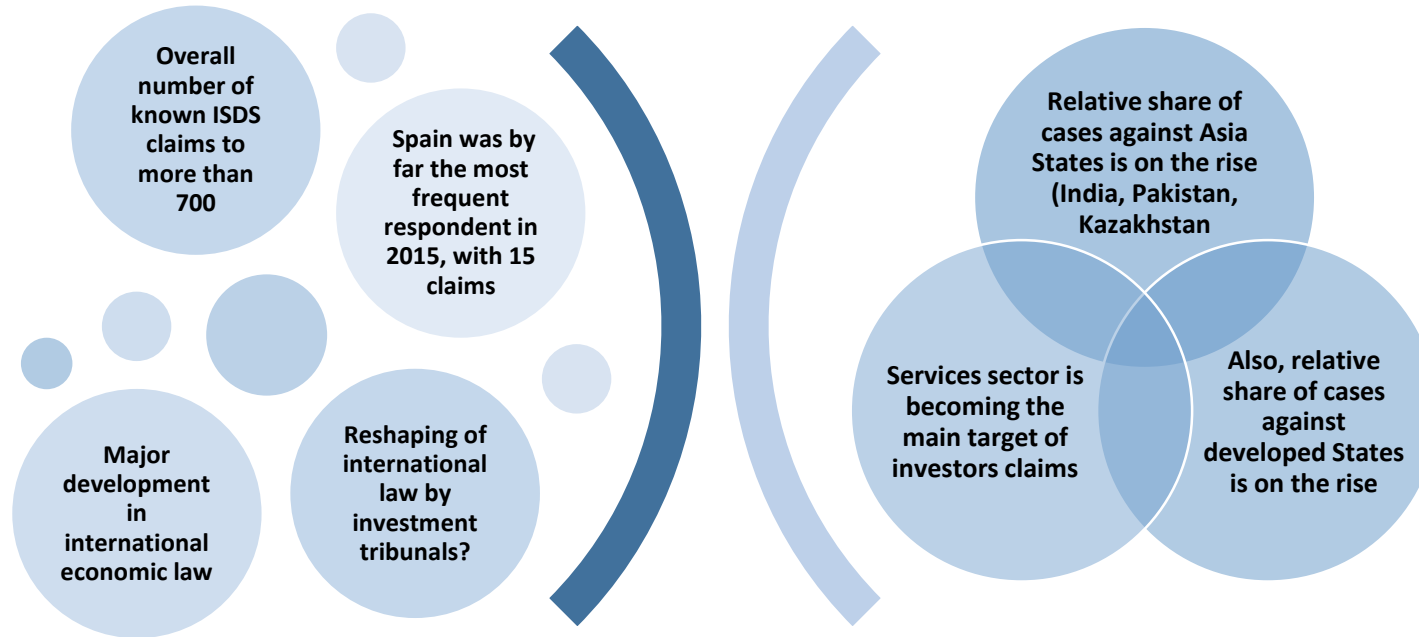 Overall
number of
known ISDS
claims to
more than
700
Spain was by
far the most
frequent
respondent in
2015, with 15
claims
Major
development
in
international
economic law
Reshaping of
international
law by
investment
tribunals?
Relative share of
cases against Asia
States is on the rise
(India, Pakistan,
Kazakhstan
Services sector is
becoming the
main target of
investors claims
Also, relative
share of cases
against
developed States
is on the rise